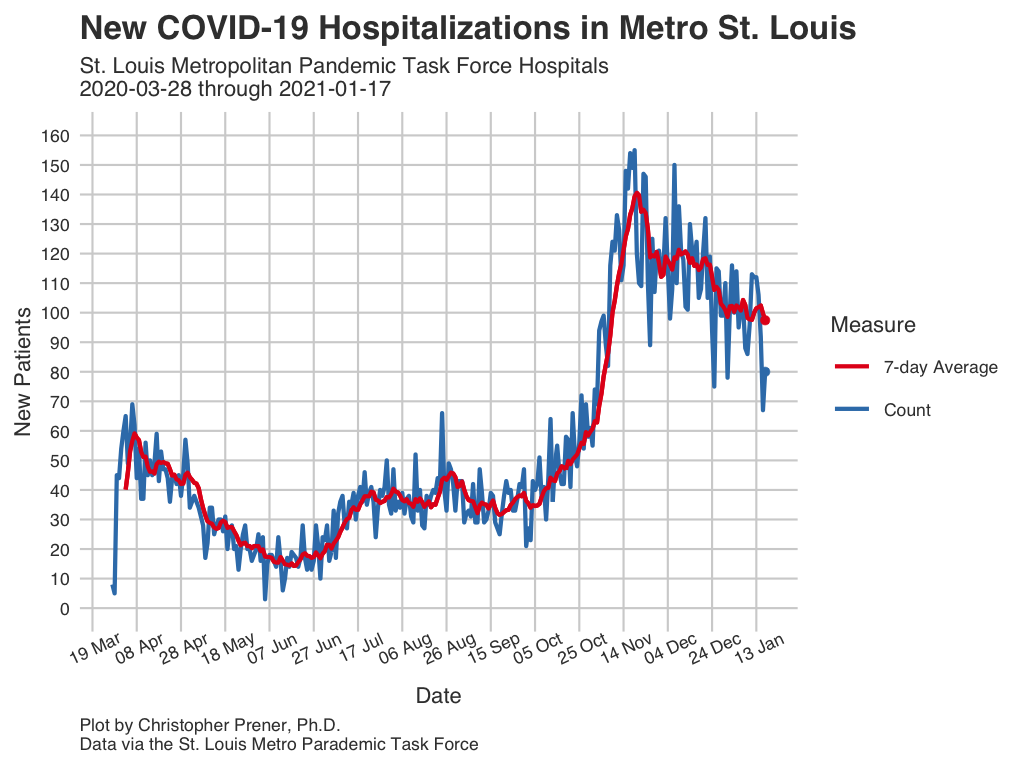 New COVID-19 Hospitalizations in Metro St. Louis
St. Louis Metropolitan Pandemic Task Force Hospitals
2020-03-28 through 2021-01-17
160
150
140
130
120
110
100
90
80
70
60
50
40
30
20
10
0
New Patients
19 Mar
08 Apr
28 Apr
18 May
07 Jun
27 Jun
17 Jul
06 Aug
26 Aug
15 Sep
05 Oct
25 Oct
14 Nov
04 Dec
24 Dec
13 Jan
Date
Measure
7-day Average
Count
Plot by Christopher Prener, Ph.D.
Data via the St. Louis Metro Parademic Task Force